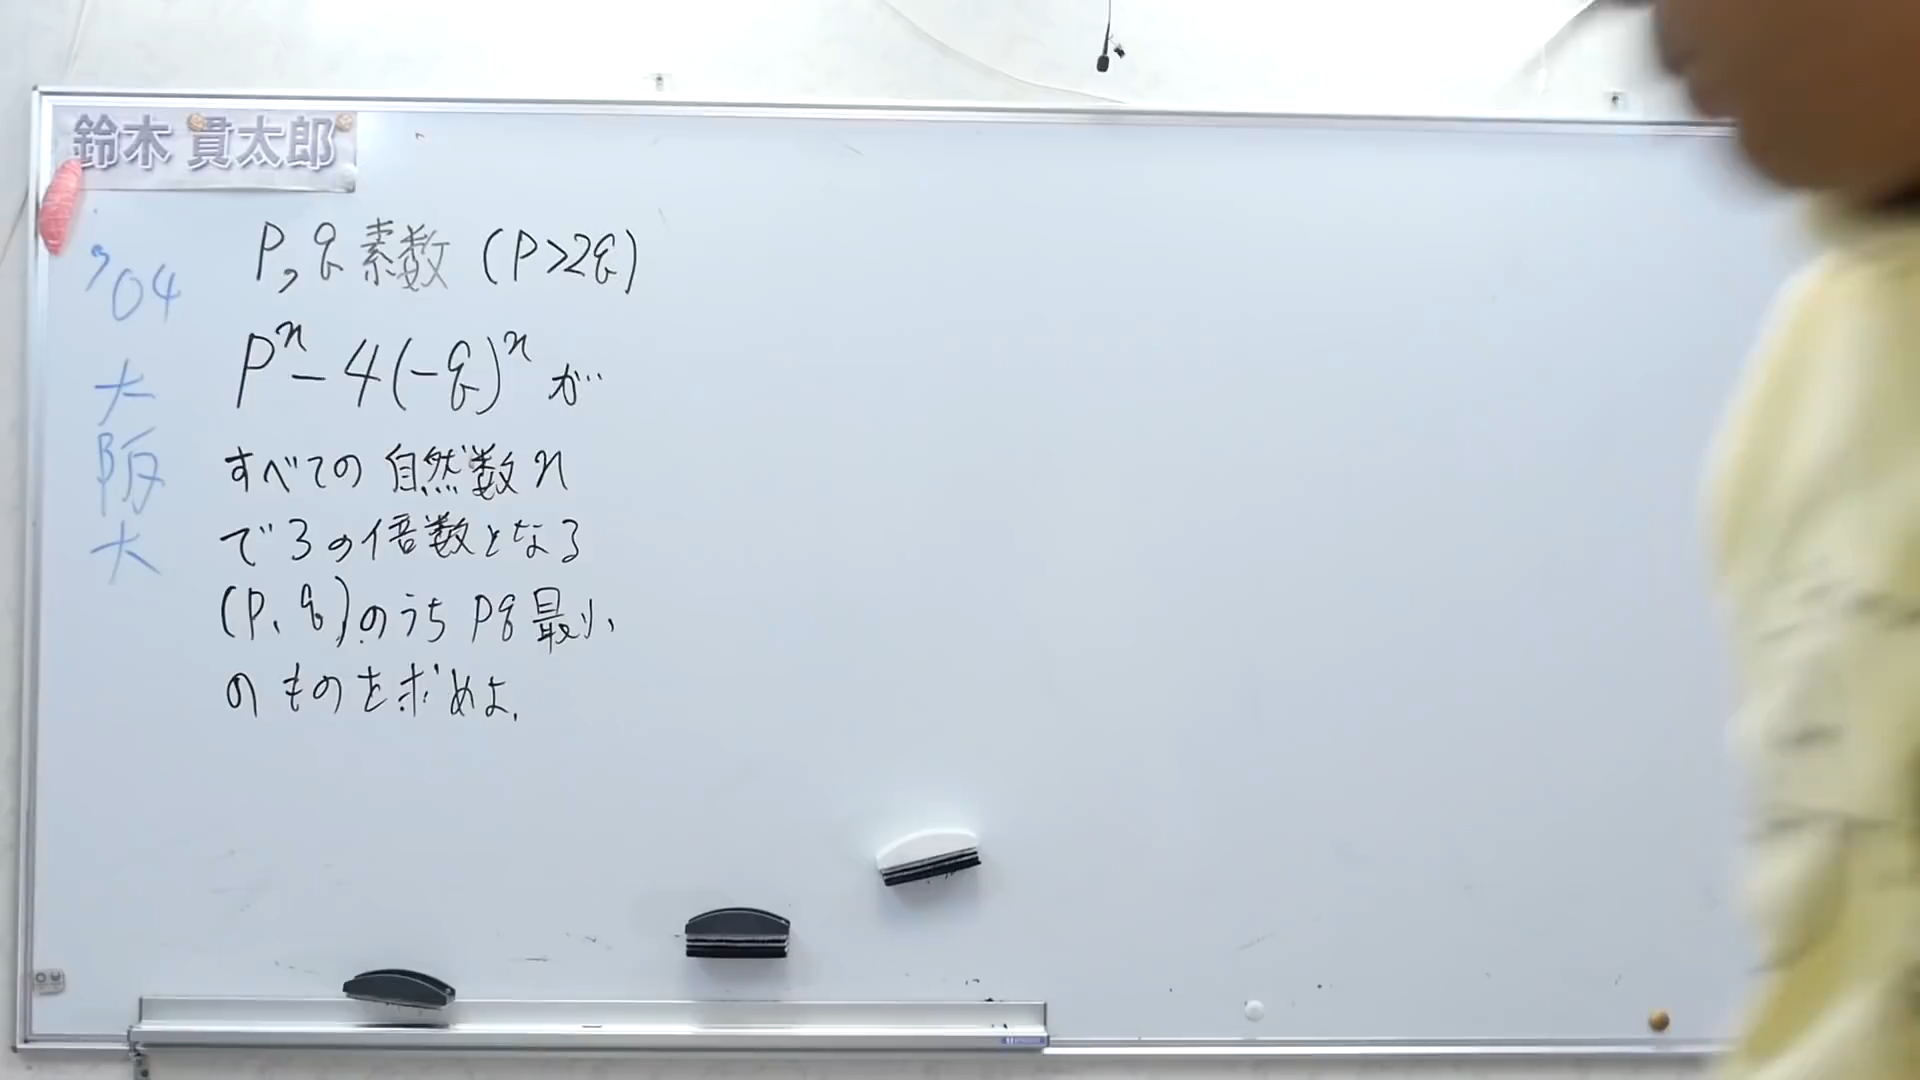 鈴木 貫太郎
'04
大阪大
p, q 素数 (p>2q)
pⁿ-4(-q)ⁿ が
すべての 自然数 n
で 3の倍数となる
(p, q)のうち pq 最小
のものを求めよ.